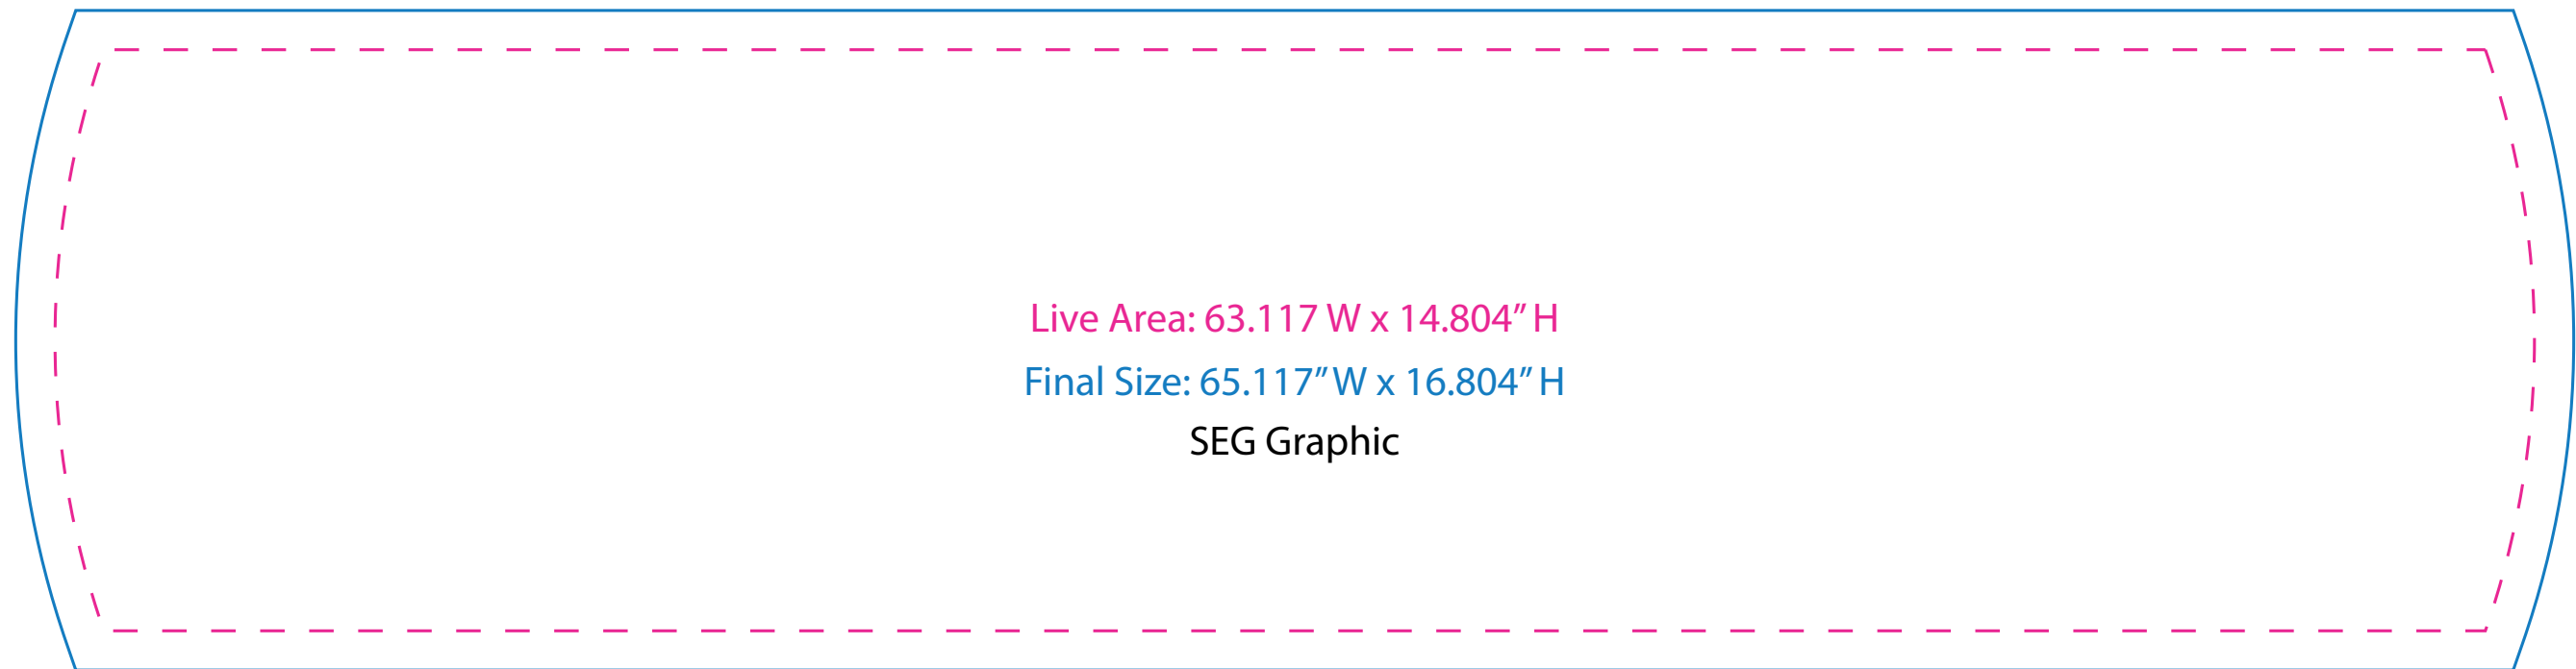 Live Area: 63.117 W x 14.804” H
Final Size: 65.117” W x 16.804” H
SEG Graphic